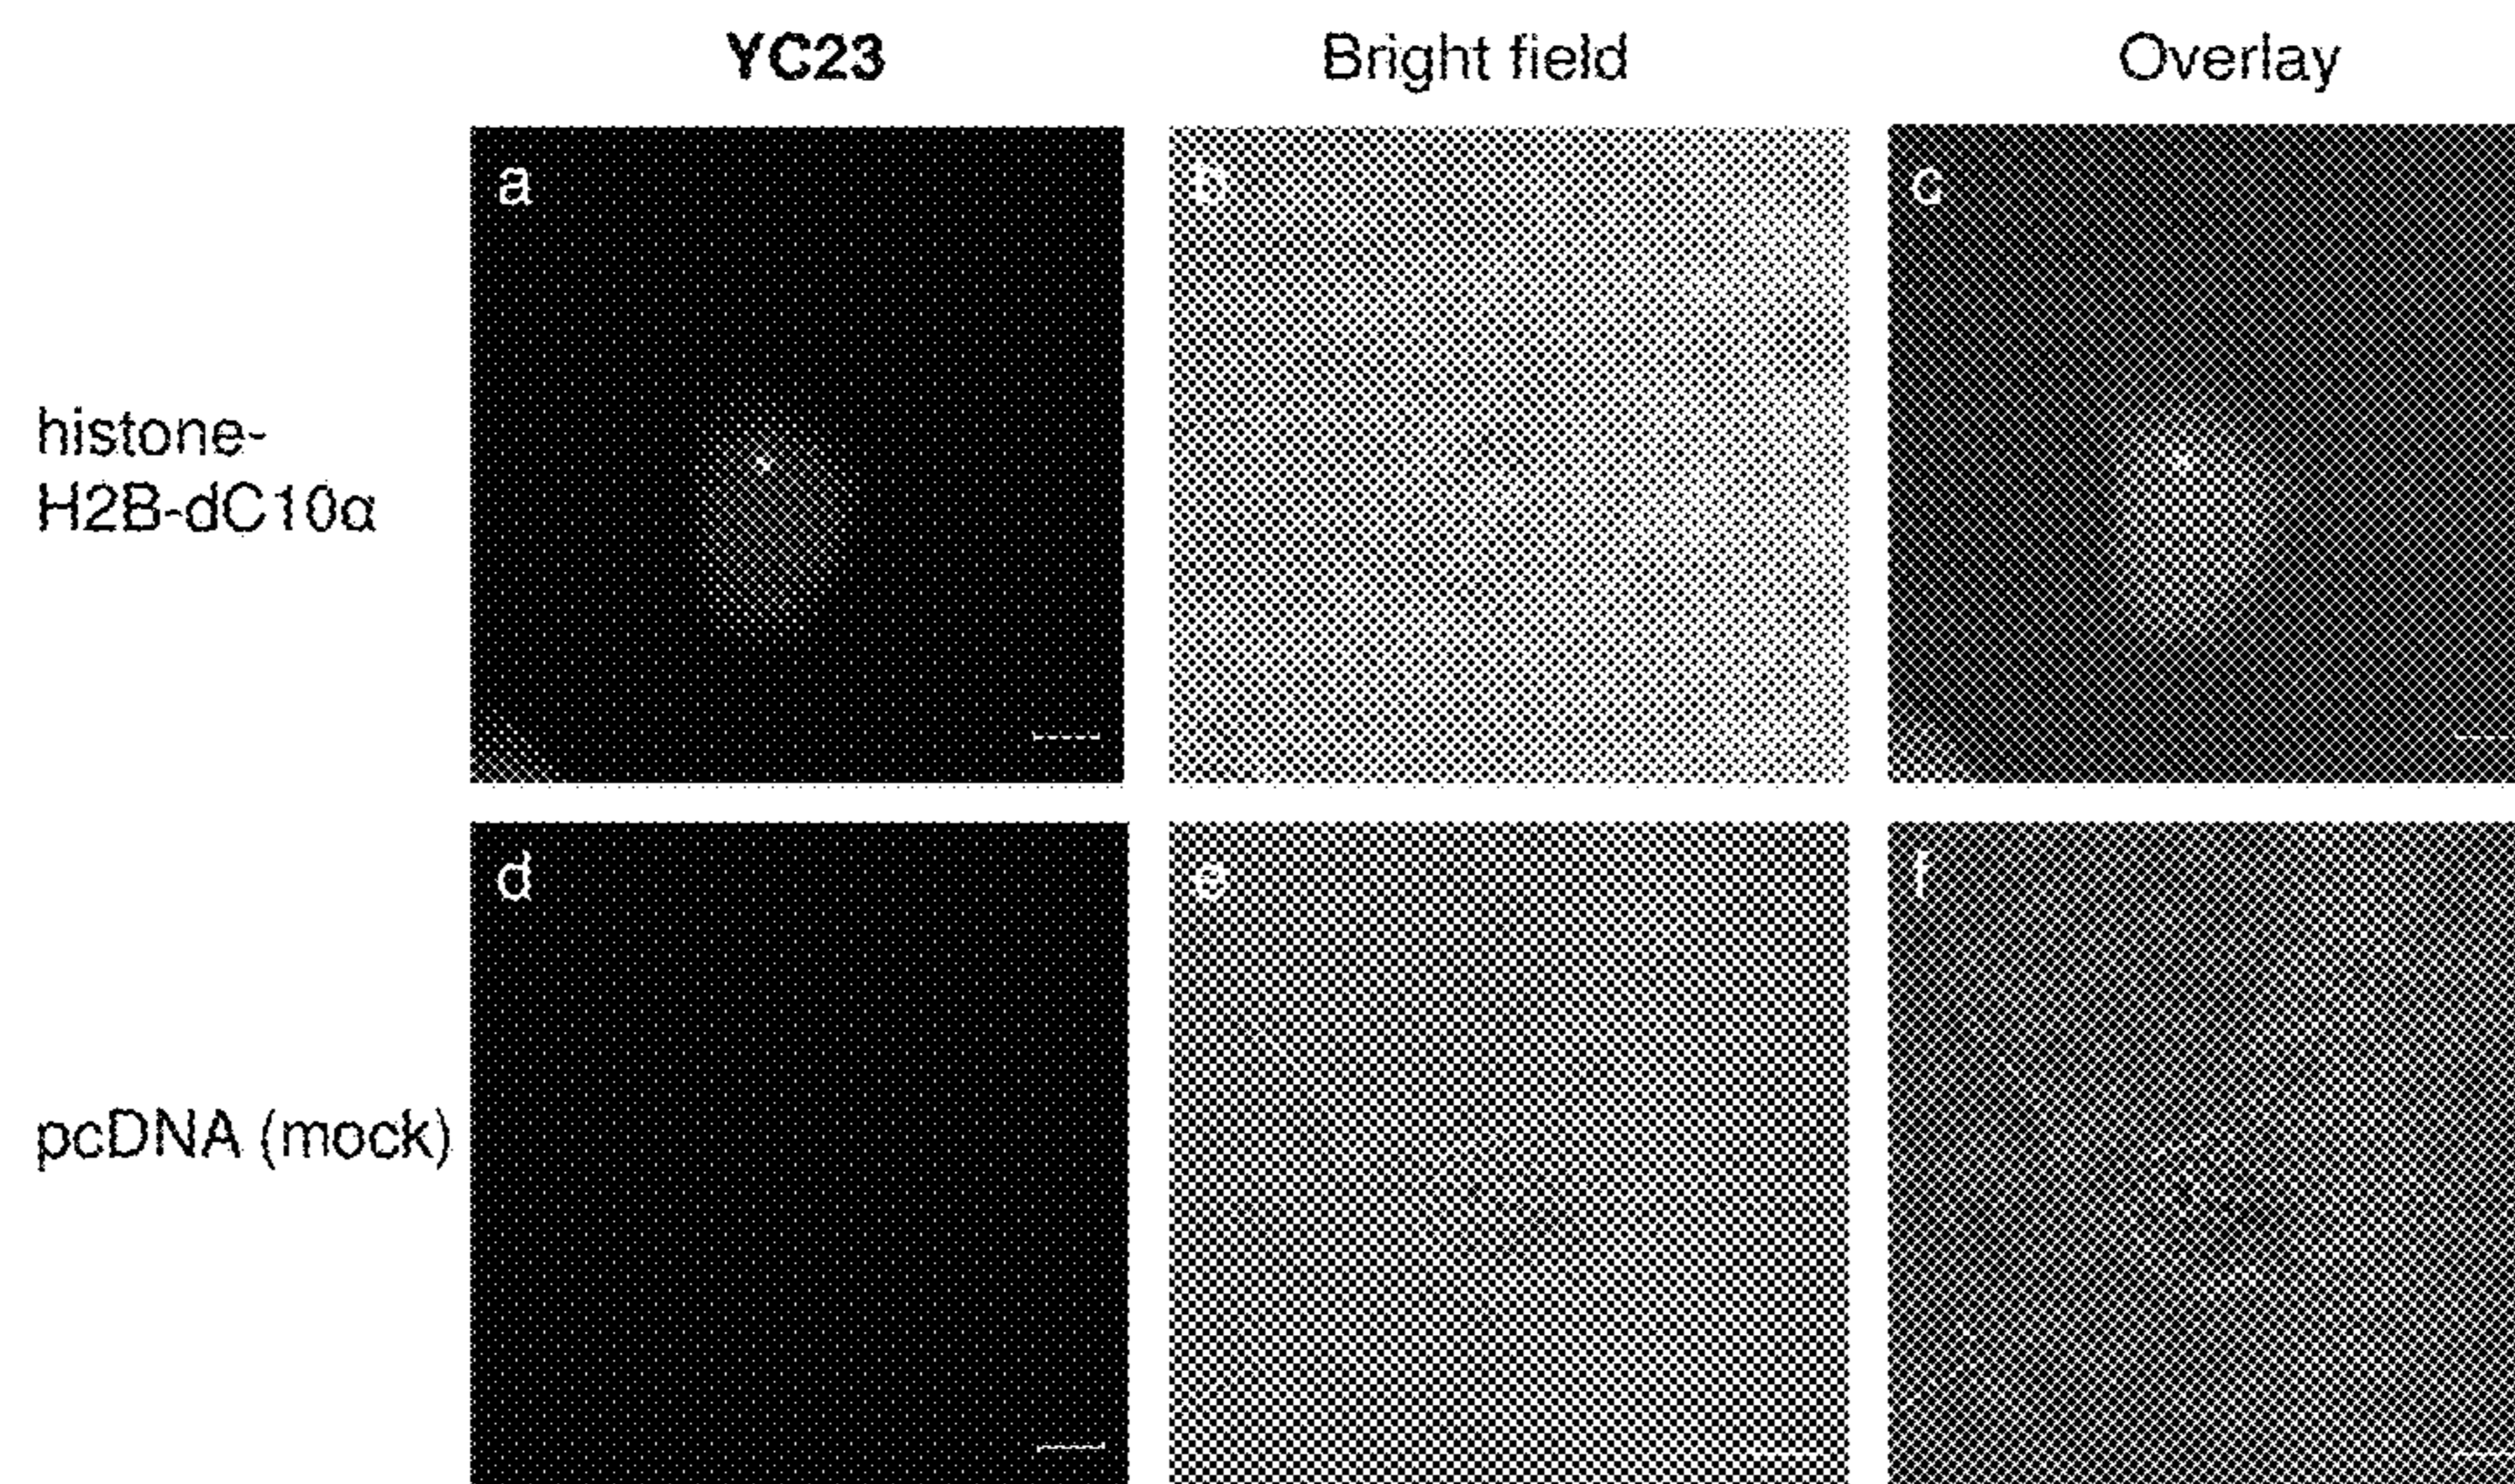 YC23 Bright field Overlay
a b c
histone-
H2B-dC10α
d e f
pcDNA (mock)